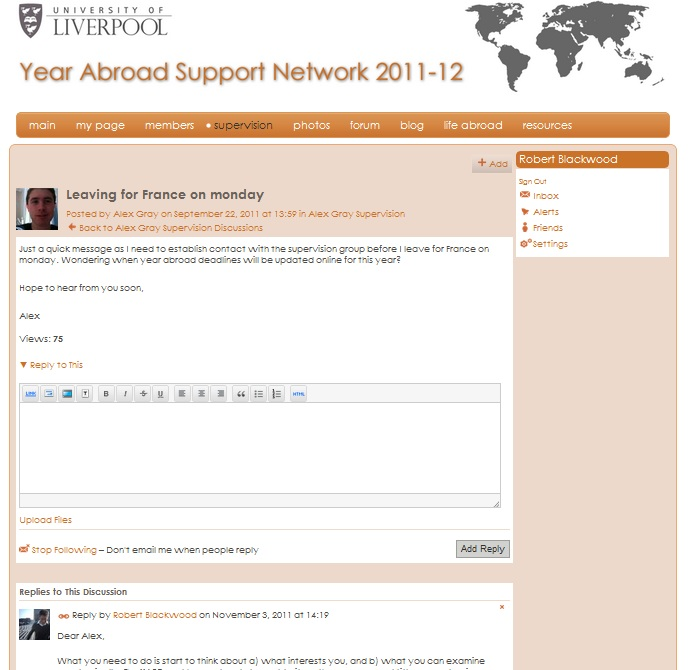 UNIVERSITY OF
LIVERPOOL
Year Abroad Support Network 2011-12
main my page members supervision photos forum blog life abroad resources
+ Add
Robert Blackwood
Sign Out
Inbox
Alerts
Friends
Settings
Leaving for France on monday
Posted by Alex Gray on September 22, 2011 at 13:59 in Alex Gray Supervision
Back to Alex Gray Supervision Discussions
Just a quick message as I need to establish contact with the supervision group before I leave for France on
monday. Wondering when year abroad deadlines will be updated online for this year?
Hope to hear from you soon,
Alex
Views: 75
▼ Reply to This
B I S U HTML
Upload Files
Stop Following – Don't email me when people reply
Add Reply
Replies to This Discussion
Reply by Robert Blackwood on November 3, 2011 at 14:19
Dear Alex,
What you need to do is start to think about a) what interests you, and b) what you can examine